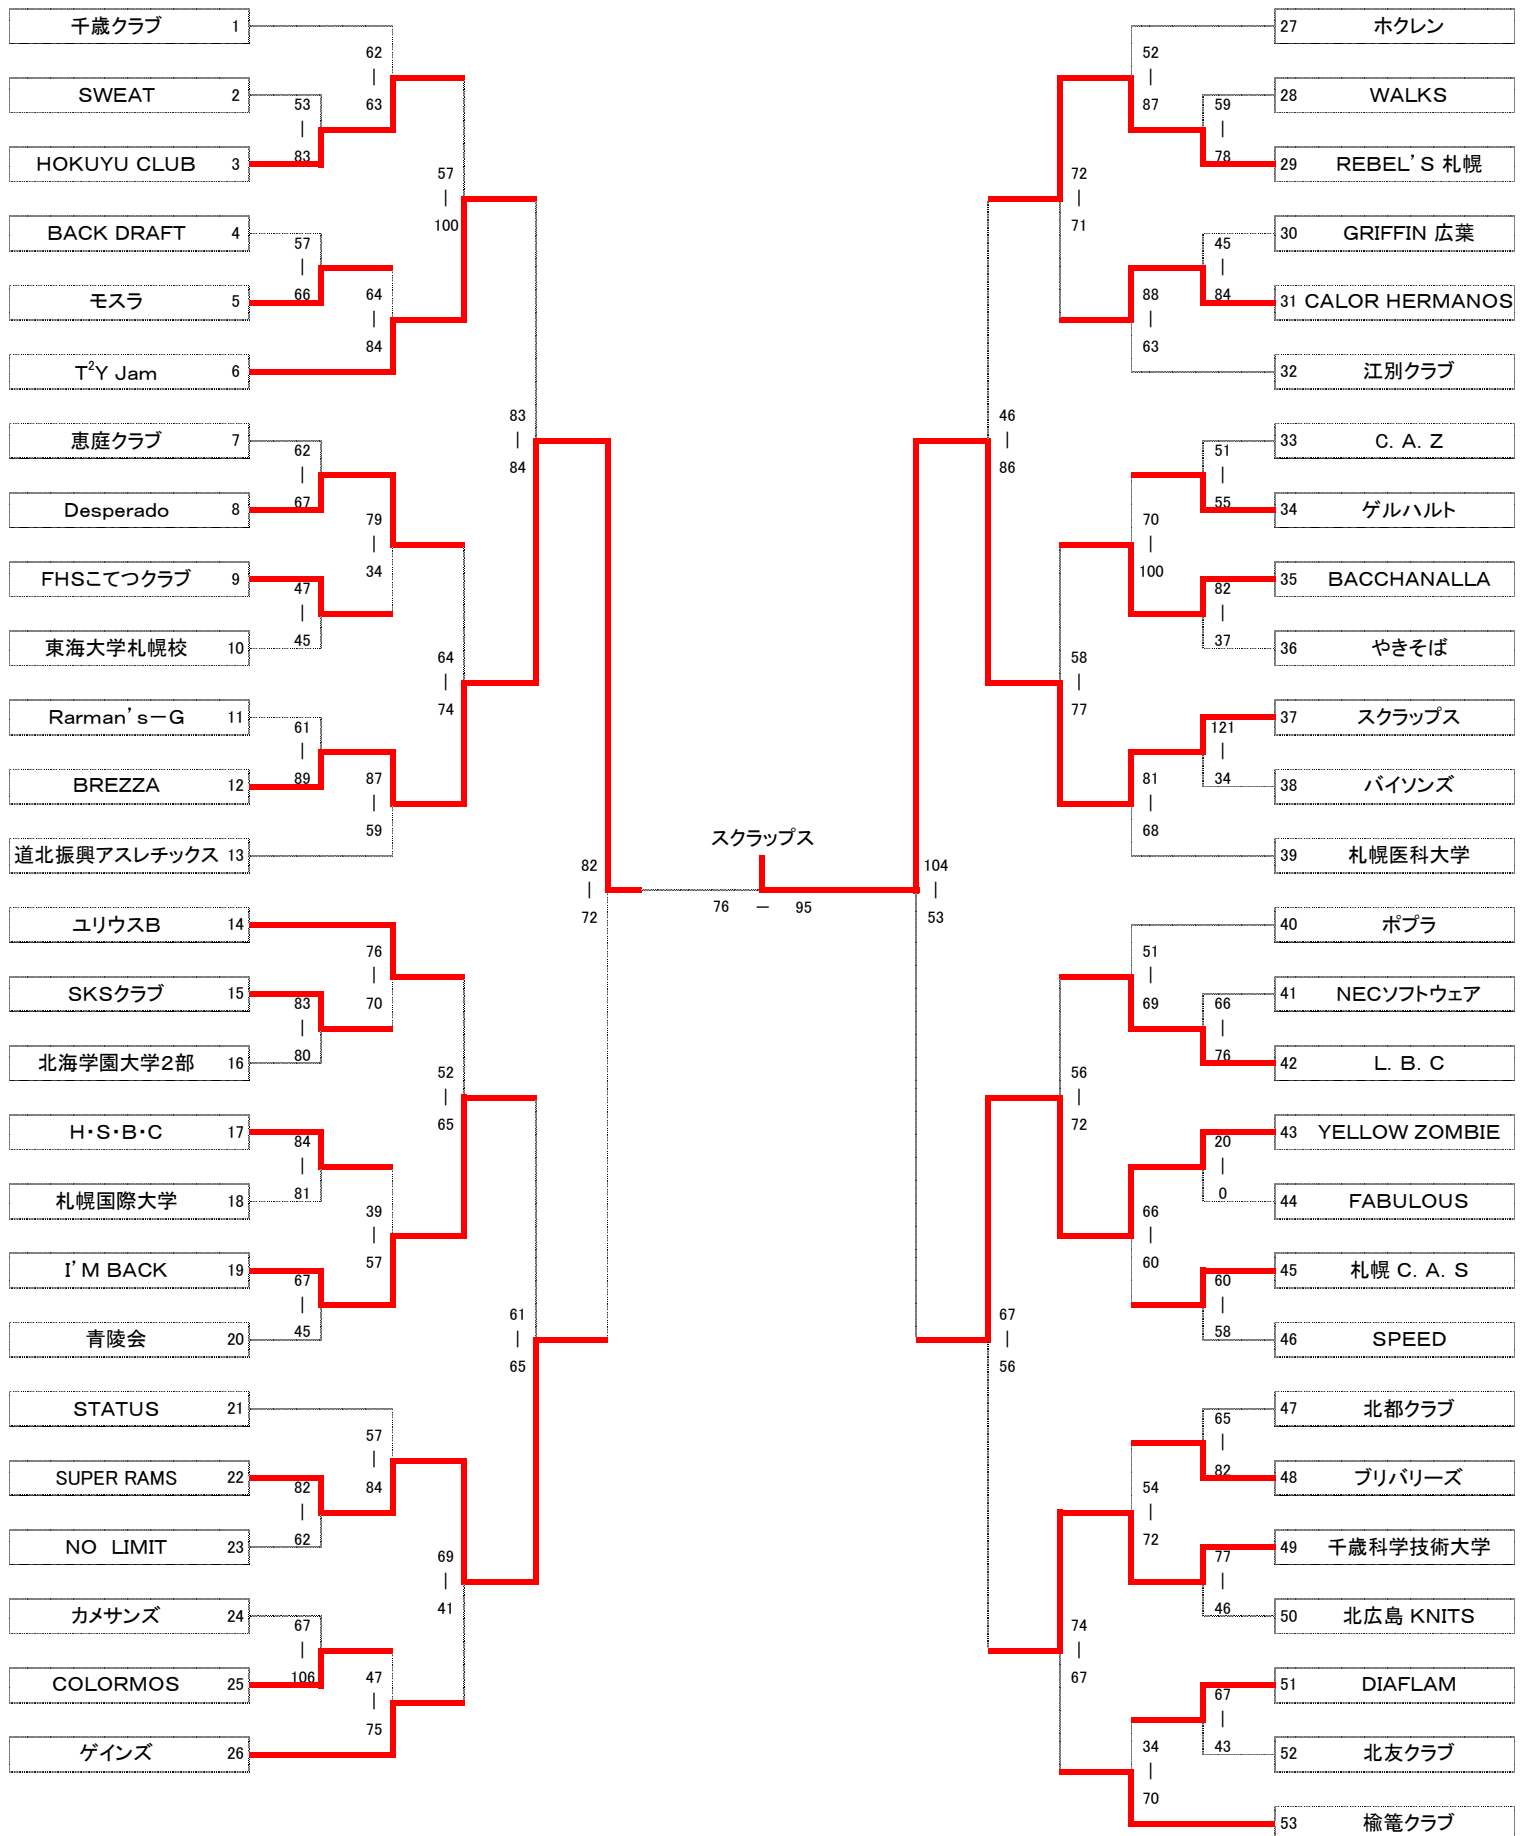 千歳クラブ 1
62
|
63
SWEAT 2
53
|
83
HOKUYU CLUB 3
57
|
100
BACK DRAFT 4
57
|
66
モスラ 5
64
|
84
T²Y Jam 6
83
|
84
恵庭クラブ 7
62
|
67
Desperado 8
79
|
34
FHSこてつクラブ 9
47
|
45
東海大学札幌校 10
64
|
74
Rarman's－G 11
61
|
89
BREZZA 12
87
|
59
道北振興アスレチックス 13
82
|
72
ユリウスB 14
76
|
70
SKSクラブ 15
83
|
80
北海学園大学2部 16
52
|
65
H・S・B・C 17
84
|
81
札幌国際大学 18
39
|
57
I'M BACK 19
67
|
45
青陵会 20
61
|
65
STATUS 21
57
|
84
SUPER RAMS 22
82
|
62
NO LIMIT 23
69
|
41
カメサンズ 24
67
|
106
COLORMOS 25
47
|
75
ゲインズ 26
スクラップス
76 － 95
27 ホクレン
52
|
87
28 WALKS
59
|
78
29 REBEL'S 札幌
72
|
71
30 GRIFFIN 広葉
45
|
84
31 CALOR HERMANOS
88
|
63
32 江別クラブ
46
|
86
33 C. A. Z
51
|
55
34 ゲルハルト
70
|
100
35 BACCHANALLA
82
|
37
36 やきそば
58
|
77
37 スクラップス
121
|
34
38 バイソンズ
81
|
68
39 札幌医科大学
104
|
53
40 ポプラ
51
|
69
41 NECソフトウェア
66
|
76
42 L. B. C
56
|
72
43 YELLOW ZOMBIE
20
|
0
44 FABULOUS
66
|
60
45 札幌 C. A. S
60
|
58
46 SPEED
67
|
56
47 北都クラブ
65
|
82
48 ブリバリーズ
54
|
72
49 千歳科学技術大学
77
|
46
50 北広島 KNITS
74
|
67
51 DIAFLAM
67
|
43
52 北友クラブ
34
|
70
53 楡篭クラブ